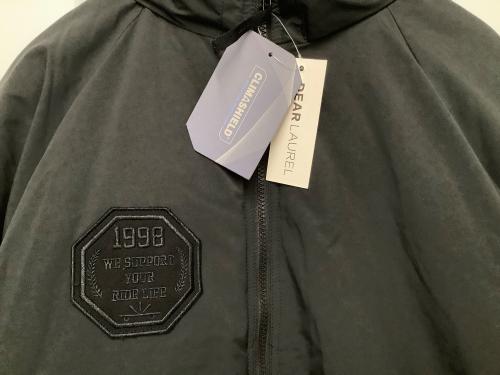 CLIMASHIELD®
DEAR LAUREL
1998
WE SUPPORT
YOUR
RIDE LIFE